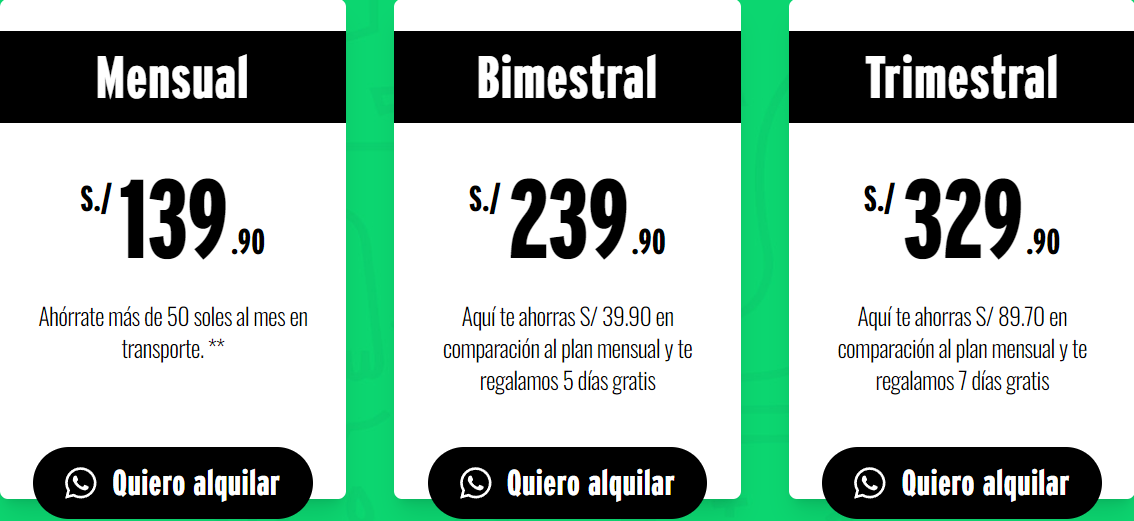 Mensual
S./ 139.90
Ahórrate más de 50 soles al mes en
transporte. **
Quiero alquilar
Bimestral
S./ 239.90
Aquí te ahorras S/ 39.90 en
comparación al plan mensual y te
regalamos 5 días gratis
Quiero alquilar
Trimestral
S./ 329.90
Aquí te ahorras S/ 89.70 en
comparación al plan mensual y te
regalamos 7 días gratis
Quiero alquilar